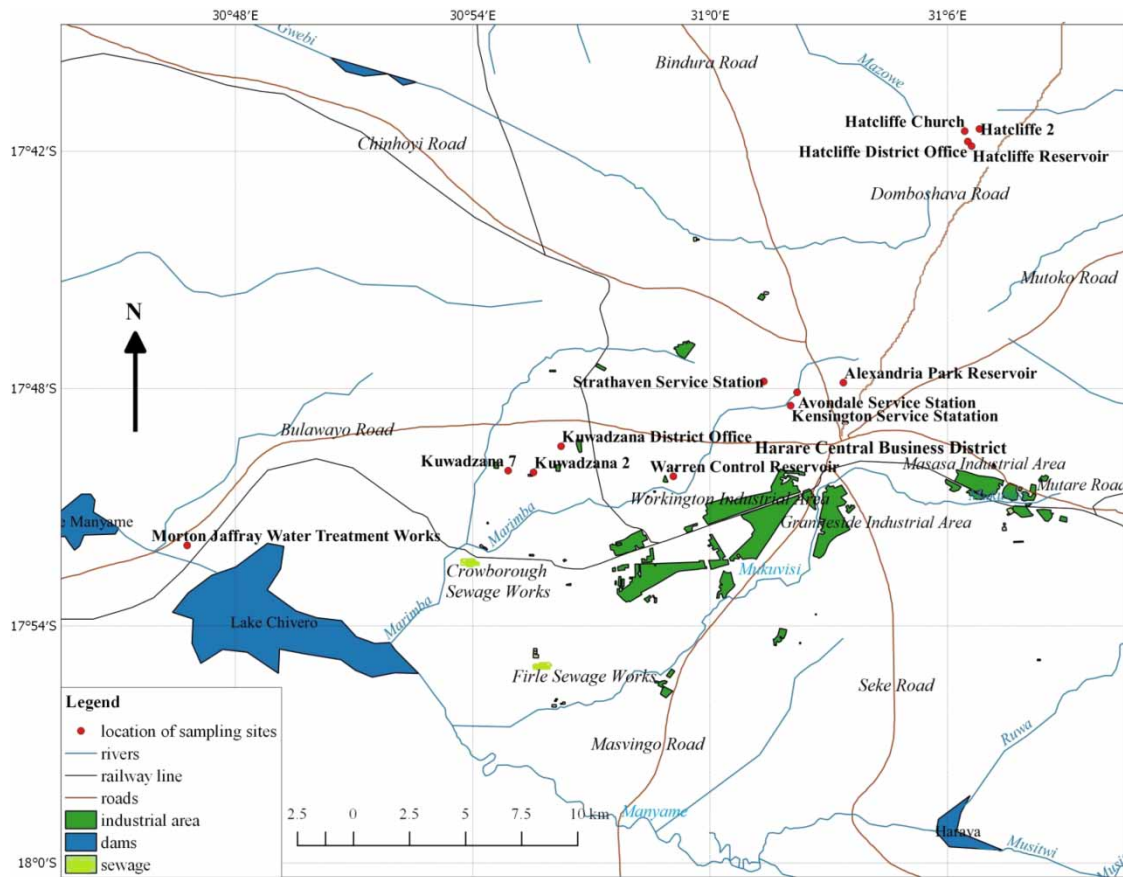 30°48'E
30°54'E
31°0'E
31°6'E
Gwebi
Bindura Road
Mazowe
Hatcliffe Church
Hatcliffe 2
17°42'S
Chinhoyi Road
Hatcliffe District Office
Hatcliffe Reservoir
Domboshava Road
Mutoko Road
N
17°48'S
Strathaven Service Station
Alexandria Park Reservoir
Avondale Service Station
Kensington Service Statation
Bulawayo Road
Kuwadzana District Office
Harare Central Business District
Kuwadzana 7
Kuwadzana 2
Warren Control Reservoir
Masasa Industrial Area
Mutare Road
Workington Industrial Area
Graniteside Industrial Area
Marimba
e Manyame
Morton Jaffray Water Treatment Works
Mukuvisi
Crowborough
Sewage Works
Marimba
17°54'S
Lake Chivero
Firle Sewage Works
Seke Road
Masvingo Road
Ruwa
Manyame
Harava
Musitwi
18°0'S
Legend
location of sampling sites
rivers
railway line
roads
industrial area
dams
sewage
2.5 0 2.5 5 7.5 10 km